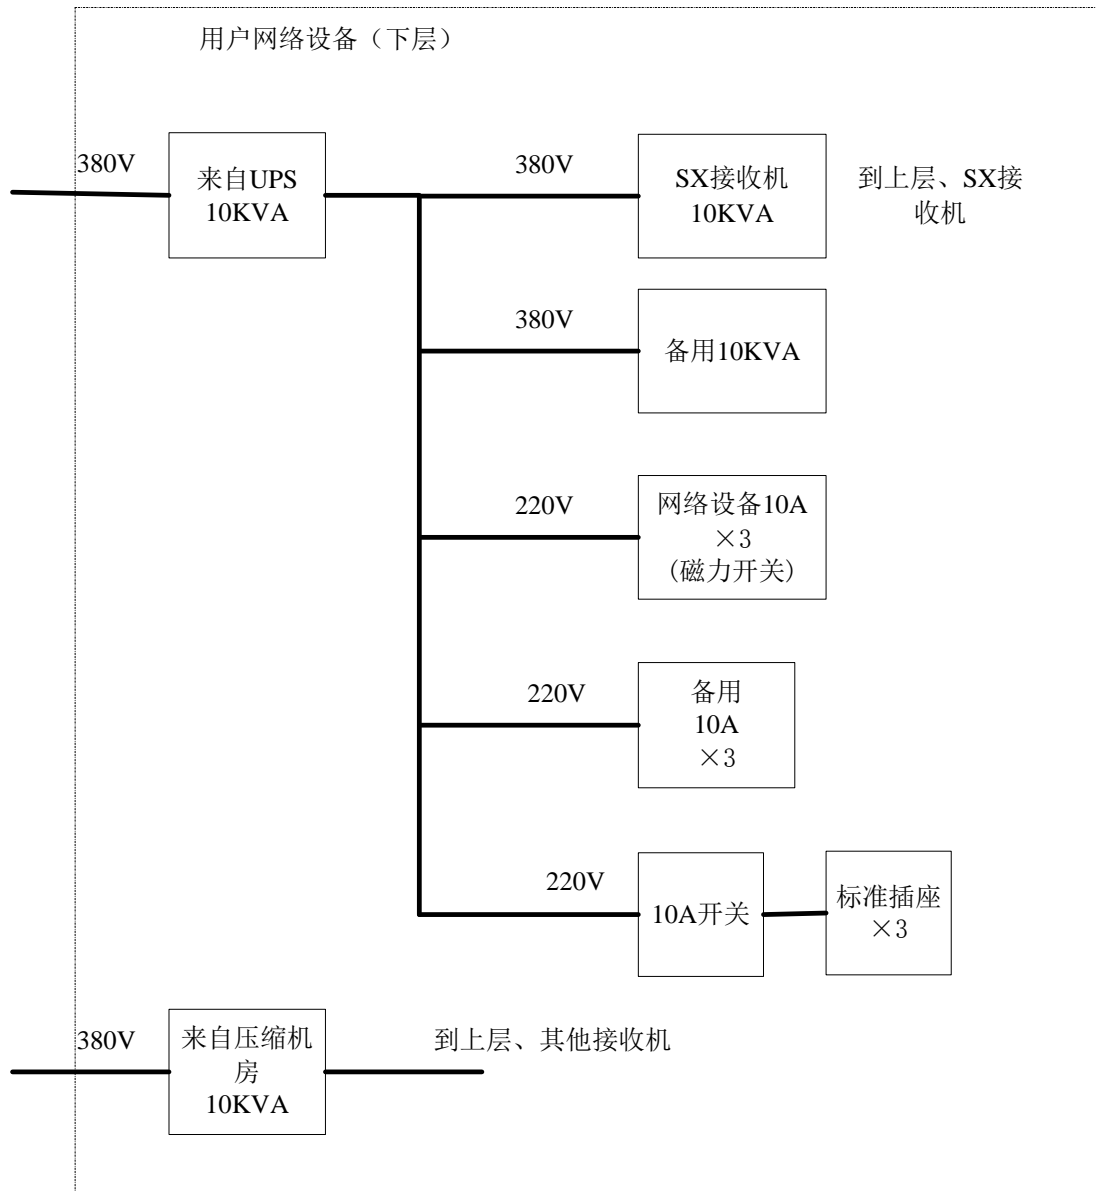 用户网络设备（下层）
380V
来自UPS
10KVA
380V
SX接收机
10KVA
到上层、SX接
收机
380V
备用10KVA
220V
网络设备10A
×3
(磁力开关)
220V
备用
10A
×3
220V
10A开关
标准插座
×3
380V
来自压缩机
房
10KVA
到上层、其他接收机